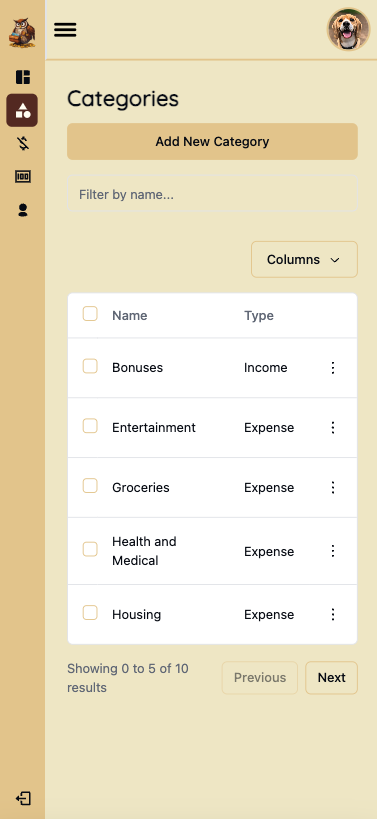 Categories
Add New Category
Filter by name...
Columns
Name Type
Bonuses Income
Entertainment Expense
Groceries Expense
Health and
Medical Expense
Housing Expense
Showing 0 to 5 of 10
results
Previous Next